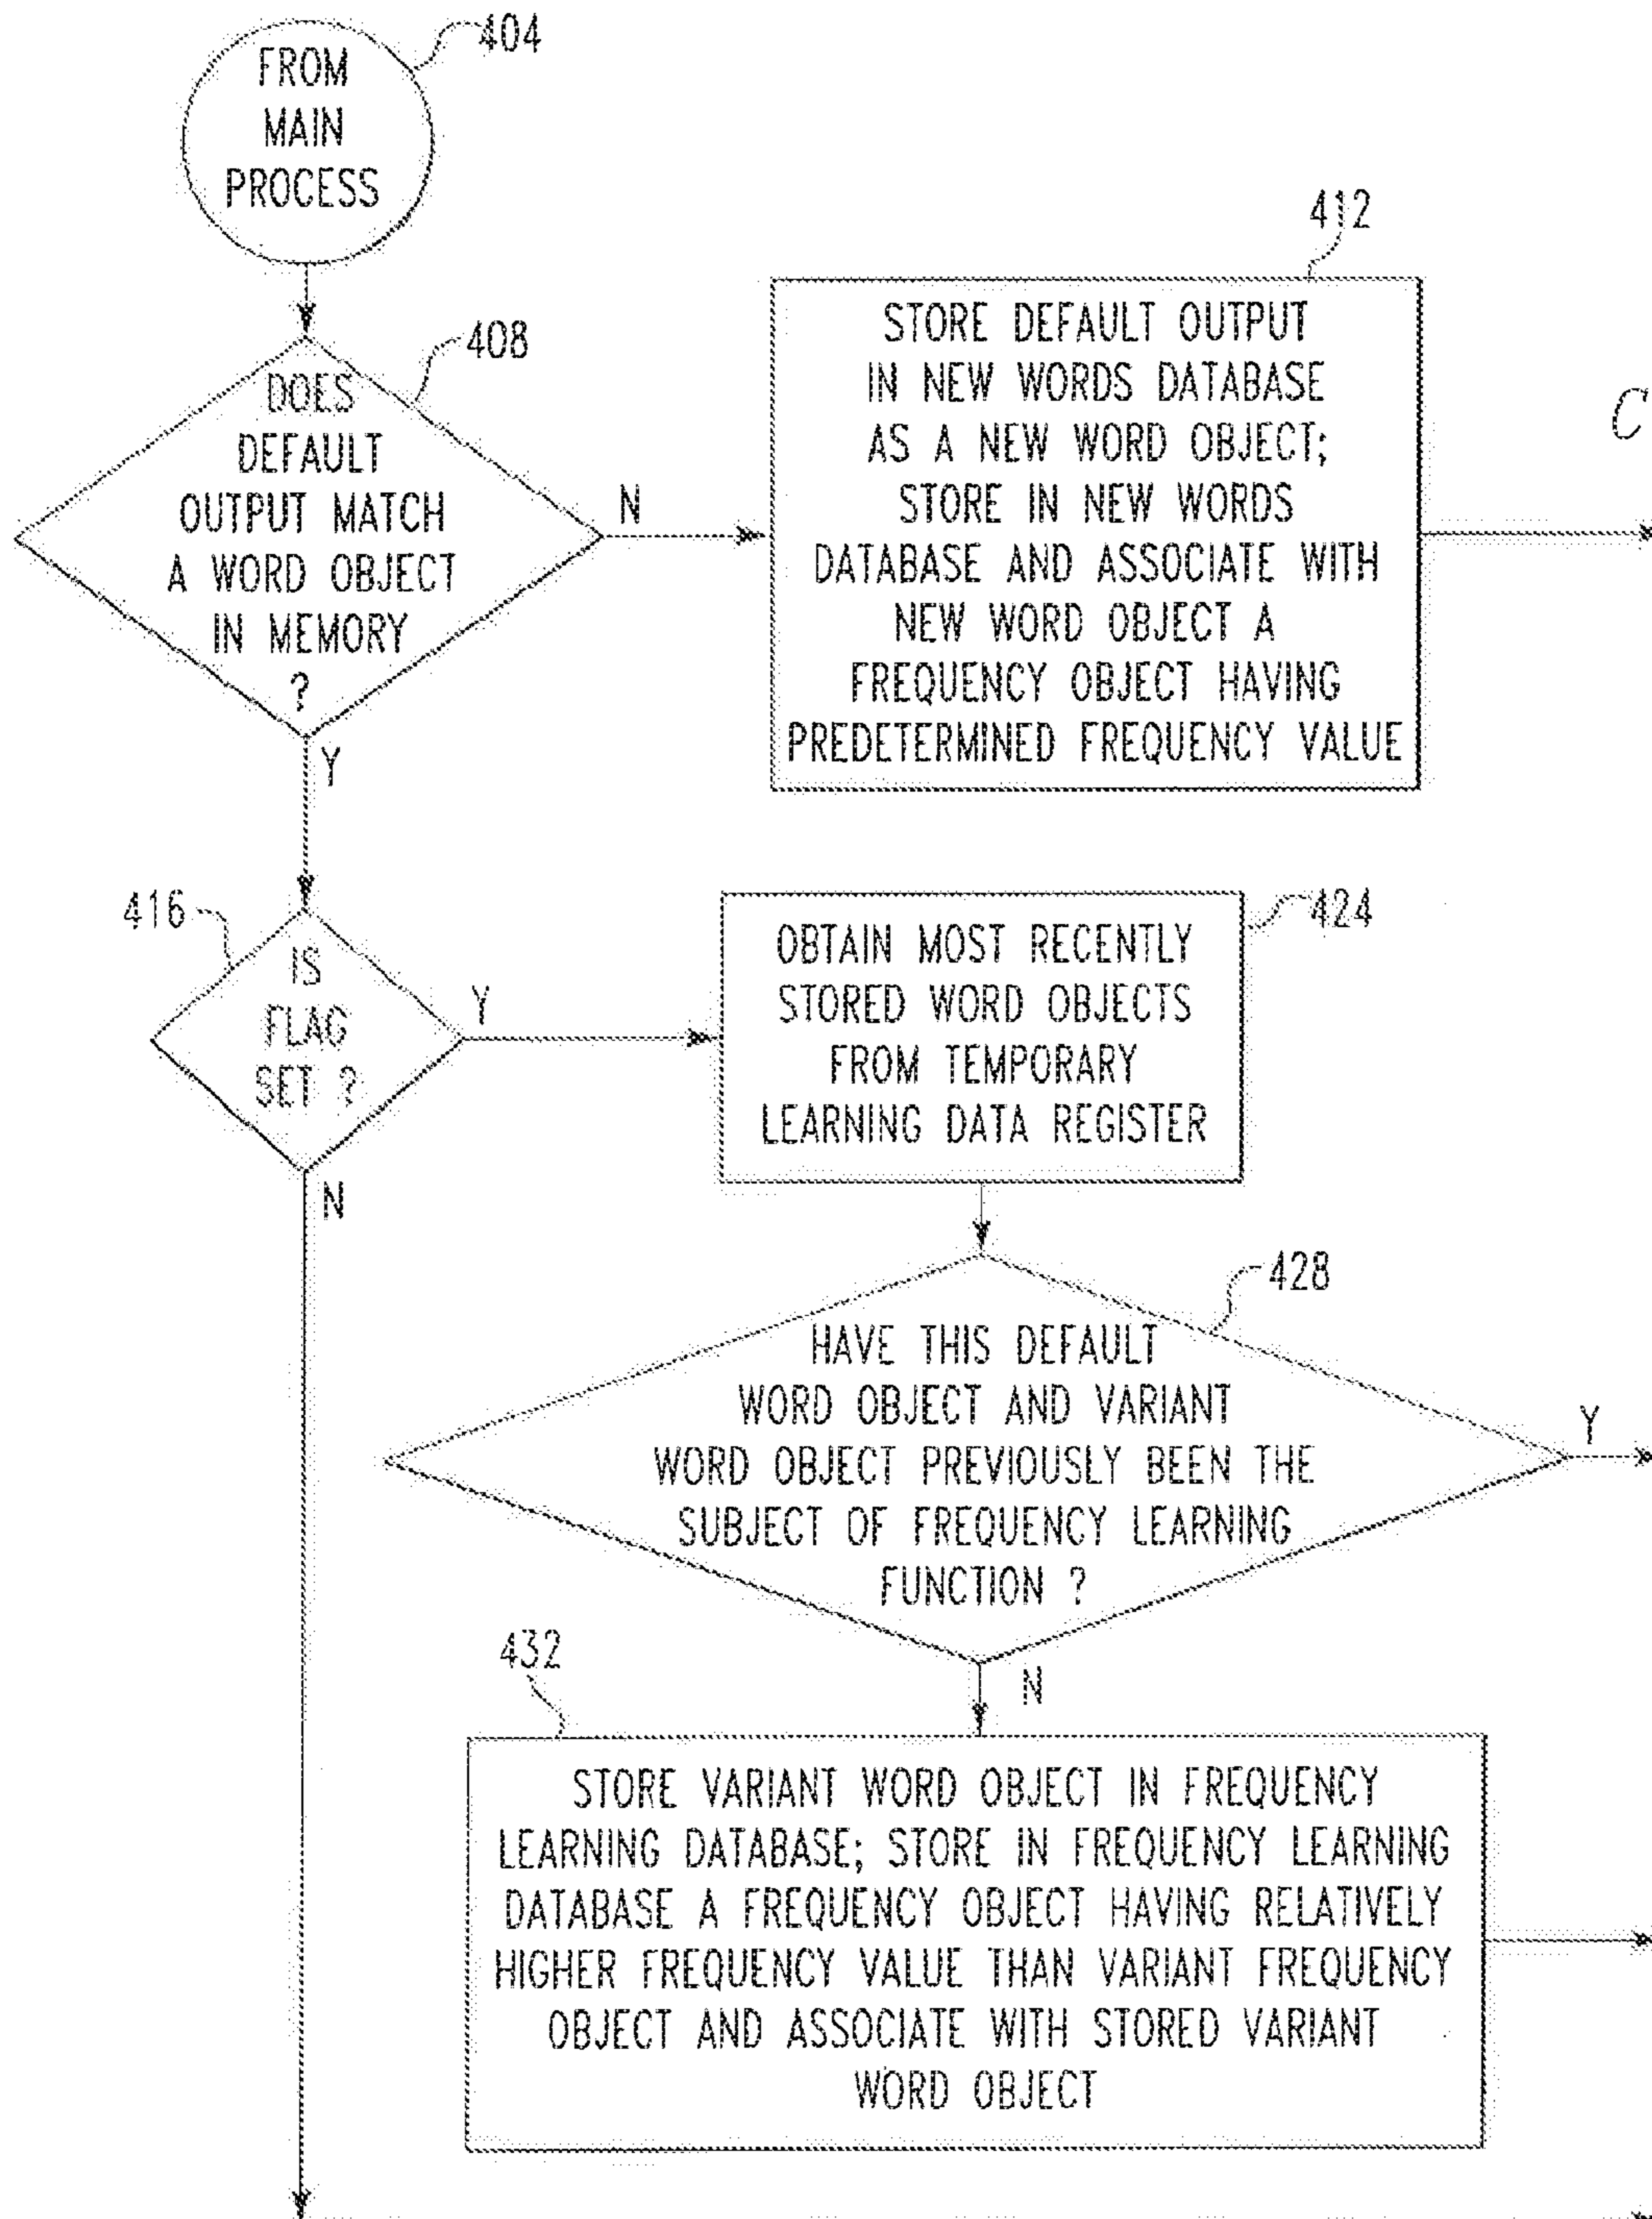 FROM
MAIN
PROCESS
404
408
DOES
DEFAULT
OUTPUT MATCH
A WORD OBJECT
IN MEMORY
?
N
Y
412
STORE DEFAULT OUTPUT
IN NEW WORDS DATABASE
AS A NEW WORD OBJECT;
STORE IN NEW WORDS
DATABASE AND ASSOCIATE WITH
NEW WORD OBJECT A
FREQUENCY OBJECT HAVING
PREDETERMINED FREQUENCY VALUE
C
416
IS
FLAG
SET ?
Y
N
424
OBTAIN MOST RECENTLY
STORED WORD OBJECTS
FROM TEMPORARY
LEARNING DATA REGISTER
428
HAVE THIS DEFAULT
WORD OBJECT AND VARIANT
WORD OBJECT PREVIOUSLY BEEN THE
SUBJECT OF FREQUENCY LEARNING
FUNCTION ?
Y
N
432
STORE VARIANT WORD OBJECT IN FREQUENCY
LEARNING DATABASE; STORE IN FREQUENCY LEARNING
DATABASE A FREQUENCY OBJECT HAVING RELATIVELY
HIGHER FREQUENCY VALUE THAN VARIANT FREQUENCY
OBJECT AND ASSOCIATE WITH STORED VARIANT
WORD OBJECT